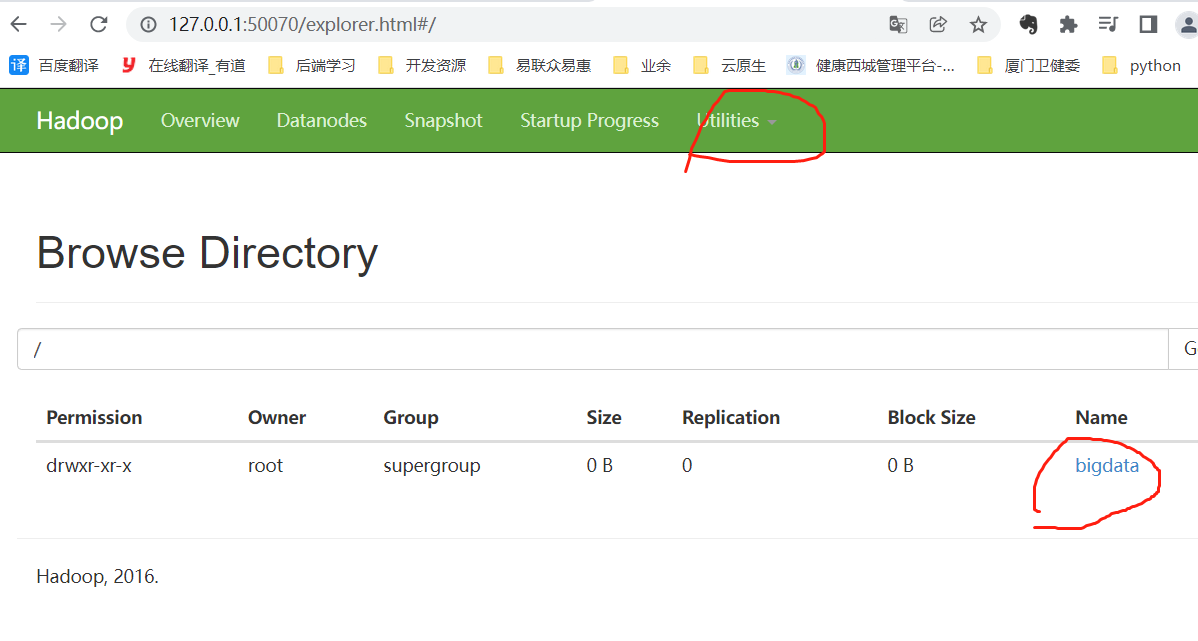 127.0.0.1:50070/explorer.html#/
译 百度翻译 y 在线翻译_有道 后端学习 开发资源 易联众易惠 业余 云原生 健康西城管理平台-... 厦门卫健委 python
Hadoop Overview Datanodes Snapshot Startup Progress Utilities
Browse Directory
/ G
Permission Owner Group Size Replication Block Size Name
drwxr-xr-x root supergroup 0 B 0 0 B bigdata
Hadoop, 2016.